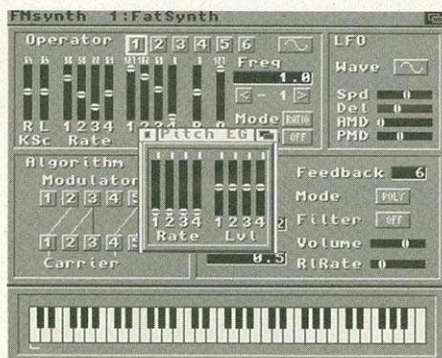 FMsynth 1:FatSynth
Operator 1 2 3 4 5 6
Freq
1.0
< - 1 >
Mode RATIO
OFF
R L 1 2 3 4
KSc Rate
LFO
Wave
Spd
Del
AMD
PMD
Pitch EG
1 2 3 4 1 2 3 4
Rate Lvl
Algorithm
Modulator
1 2 3 4
1 2 3 4 5
Carrier
0.5
Feedback 6
Mode POLY
Filter OFF
Volume
RlRate